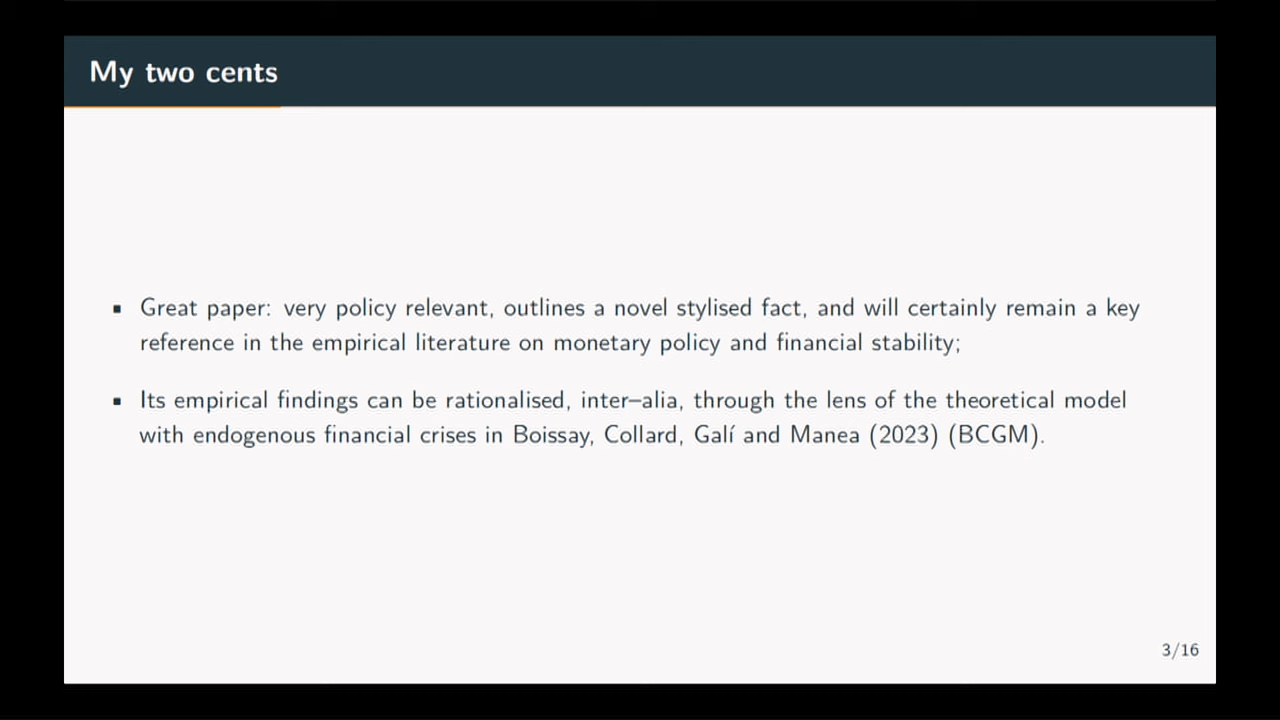 My two cents
▪ Great paper: very policy relevant, outlines a novel stylised fact, and will certainly remain a key
reference in the empirical literature on monetary policy and financial stability;
▪ Its empirical findings can be rationalised, inter–alia, through the lens of the theoretical model
with endogenous financial crises in Boissay, Collard, Galí and Manea (2023) (BCGM).
3/16